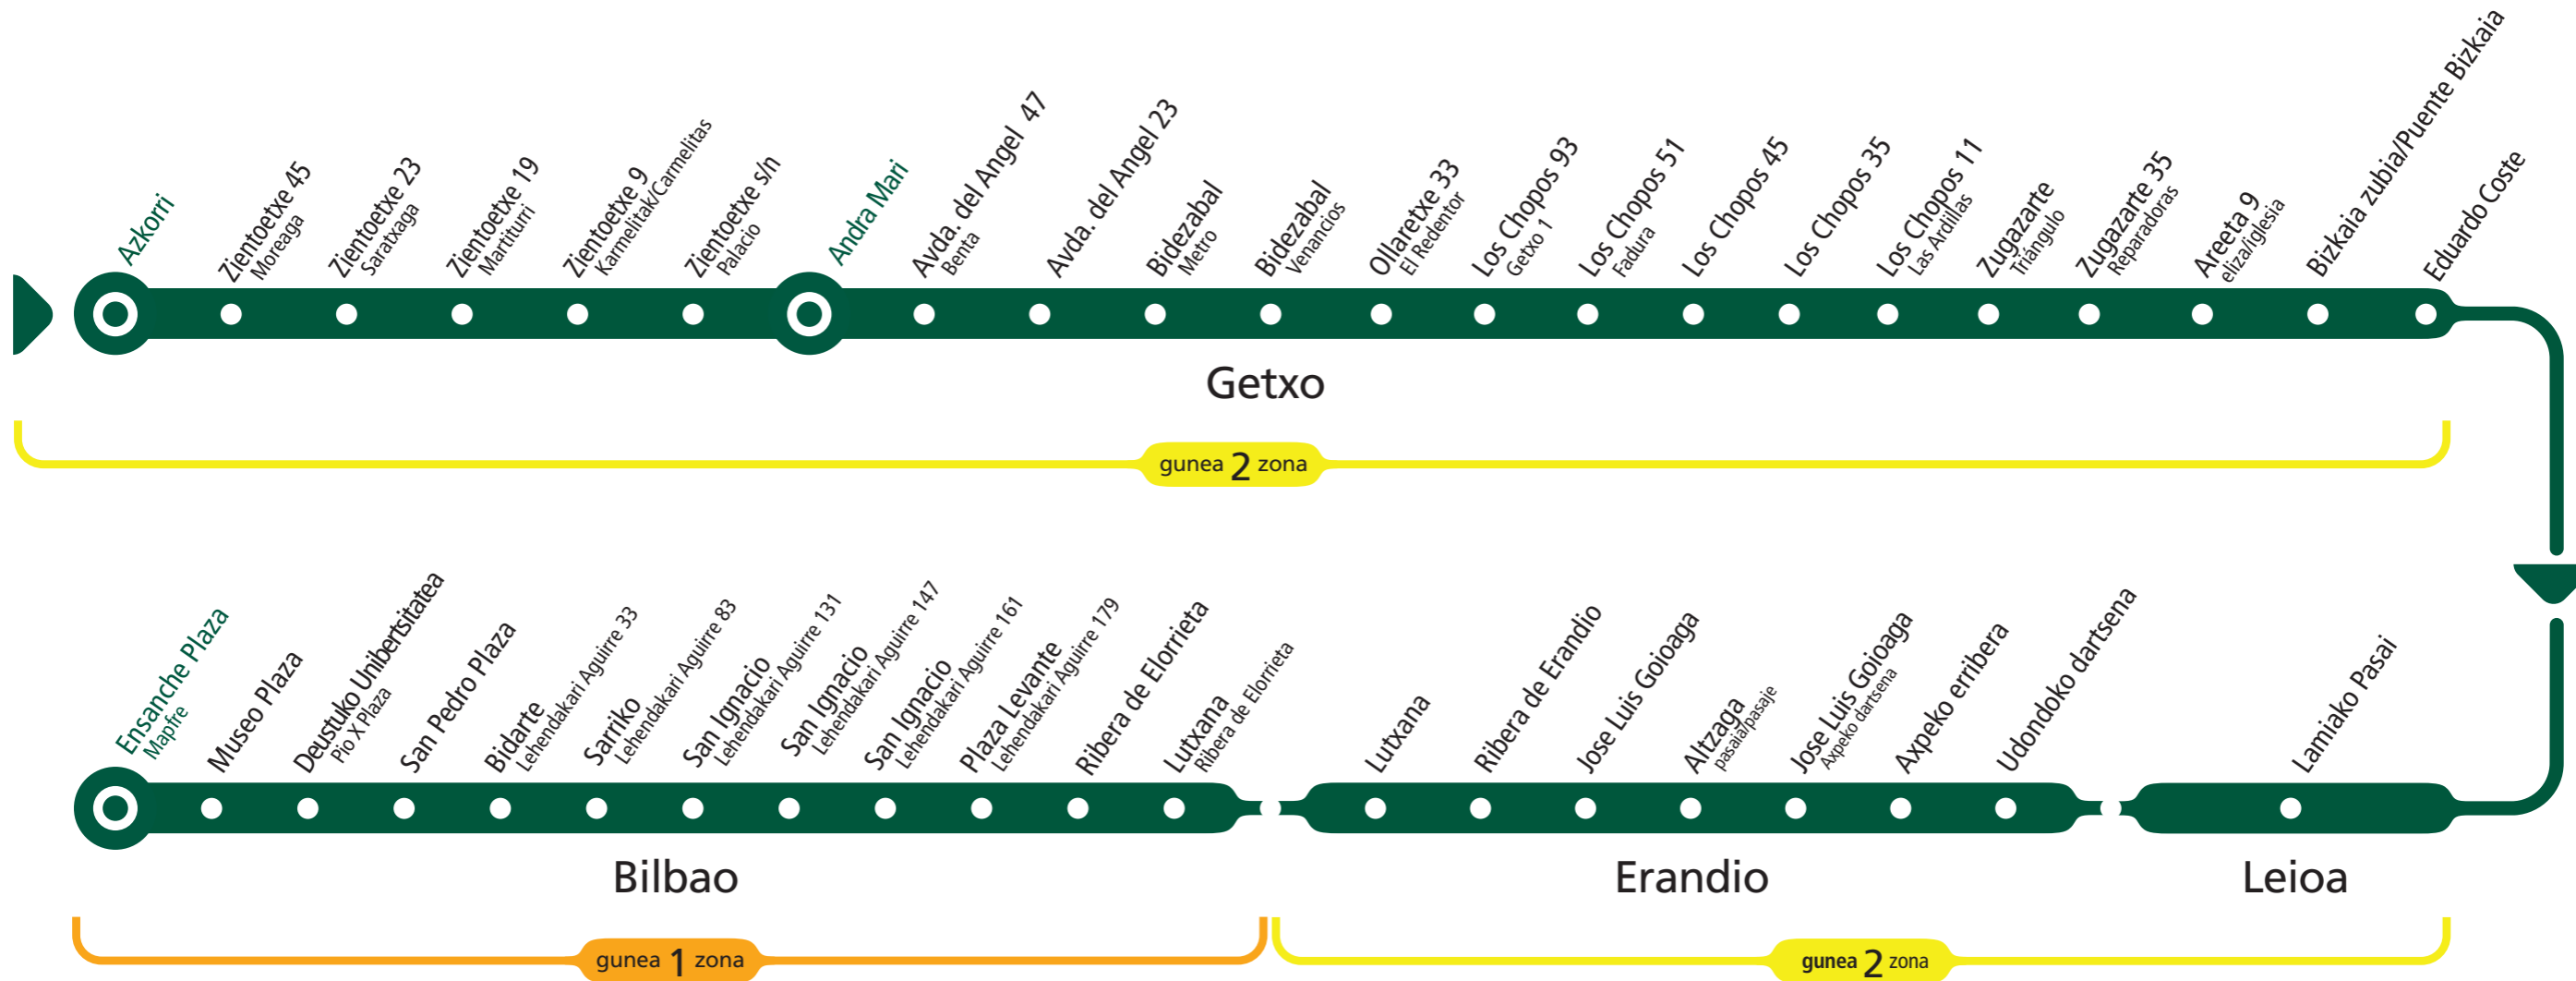 Azkorri
Zientoetxe 45
Moreaga
Zientoetxe 23
Saratxaga
Zientoetxe 19
Martiturri
Zientoetxe 9
Karmelitak/Carmelitas
Zientoetxe s/n
Palacio
Andra Mari
Avda. del Angel 47
Benta
Avda. del Angel 23
Bidezabal
Metro
Bidezabal
Venancios
Ollaretxe 33
El Redentor
Los Chopos 93
Getxo 1
Los Chopos 51
Fadura
Los Chopos 45
Los Chopos 35
Los Chopos 11
Las Ardillas
Zugazarte
Triángulo
Zugazarte 35
Reparadoras
Areeta 9
eliza/iglesia
Bizkaia zubia/Puente Bizkaia
Eduardo Coste
Getxo
gunea 2 zona
Ensanche Plaza
Mapfre
Museo Plaza
Deustuko Unibertsitatea
Pio X Plaza
San Pedro Plaza
Bidarte
Lehendakari Aguirre 33
Sarriko
Lehendakari Aguirre 83
San Ignacio
Lehendakari Aguirre 131
San Ignacio
Lehendakari Aguirre 147
San Ignacio
Lehendakari Aguirre 161
Plaza Levante
Lehendakari Aguirre 179
Ribera de Elorrieta
Lutxana
Ribera de Elorrieta
Lutxana
Ribera de Erandio
Jose Luis Goioaga
Altzaga
pasaia/pasaje
Jose Luis Goioaga
Axpeko dartsena
Axpeko erribera
Udondoko dartsena
Lamiako Pasai
Bilbao
Erandio
Leioa
gunea 1 zona
gunea 2 zona